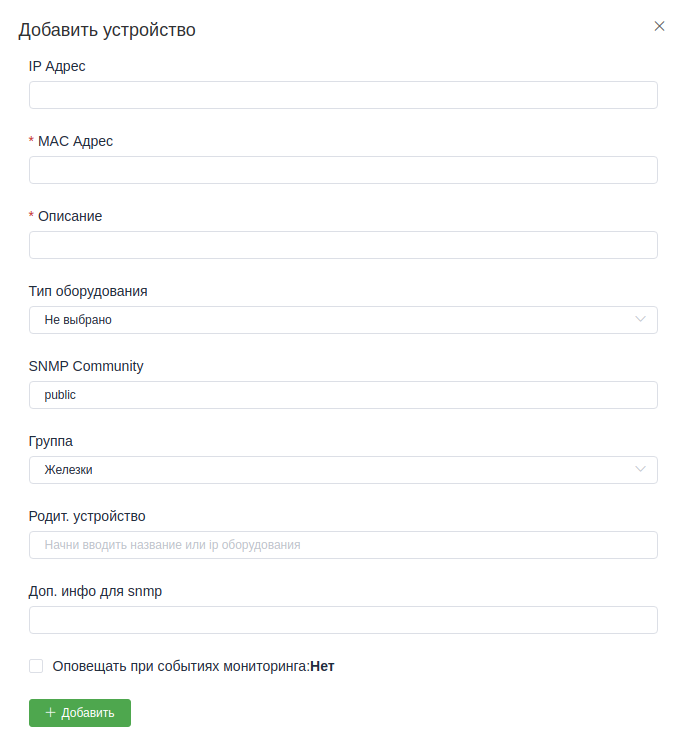 Добавить устройство
IP Адрес
* MAC Адрес
* Описание
Тип оборудования
Не выбрано
SNMP Community
public
Группа
Железки
Родит. устройство
Начни вводить название или ip оборудования
Доп. инфо для snmp
Оповещать при событиях мониторинга:Нет
Добавить